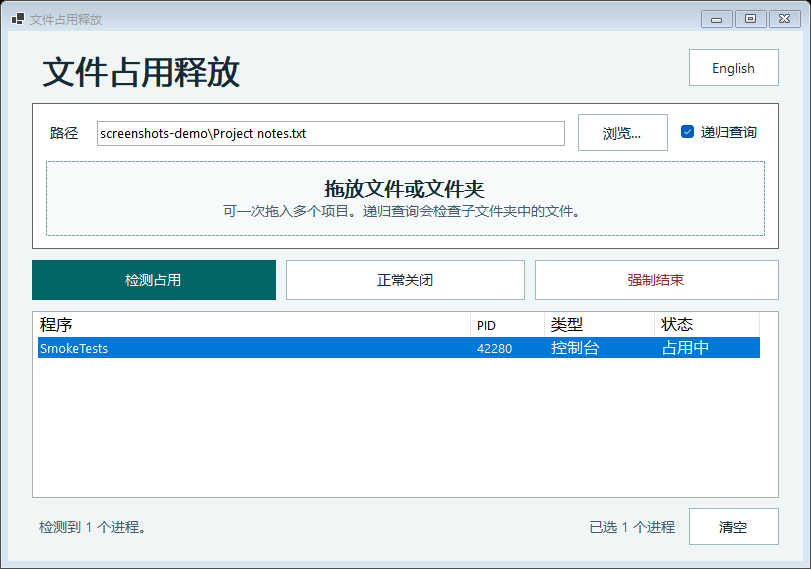 文件占用释放
文件占用释放
English
路径
screenshots-demo\Project notes.txt
浏览...
递归查询
拖放文件或文件夹
可一次拖入多个项目。递归查询会检查子文件夹中的文件。
检测占用
正常关闭
强制结束
程序 PID 类型 状态
SmokeTests 42280 控制台 占用中
检测到 1 个进程。
已选 1 个进程
清空